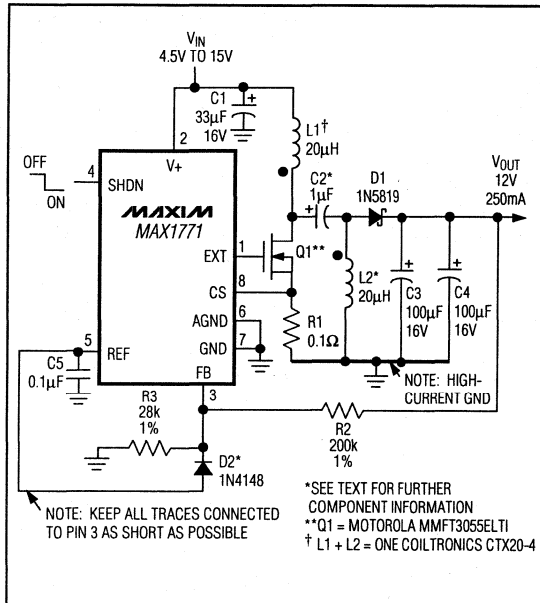 VIN
4.5V TO 15V
C1
33µF
16V
2
V+
L1†
20µH
OFF
ON
4
SHDN
MAXIM
MAX1771
C2*
1µF
D1
1N5819
VOUT
12V
250mA
EXT
1
Q1**
CS
8
L2*
20µH
C3
100µF
16V
C4
100µF
16V
AGND
6
R1
0.1Ω
GND
7
5
REF
C5
0.1µF
FB
3
NOTE: HIGH-
CURRENT GND
R3
28k
1%
R2
200k
1%
D2*
1N4148
NOTE: KEEP ALL TRACES CONNECTED
TO PIN 3 AS SHORT AS POSSIBLE
*SEE TEXT FOR FURTHER
COMPONENT INFORMATION
**Q1 = MOTOROLA MMFT3055ELTI
† L1 + L2 = ONE COILTRONICS CTX20-4